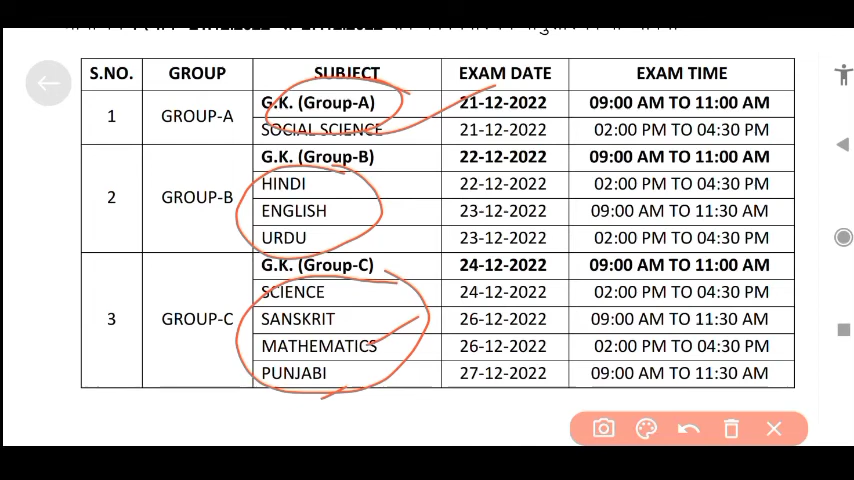 S.NO. GROUP SUBJECT EXAM DATE EXAM TIME
1 GROUP-A G.K. (Group-A) 21-12-2022 09:00 AM TO 11:00 AM
SOCIAL SCIENCE 21-12-2022 02:00 PM TO 04:30 PM
2 GROUP-B G.K. (Group-B) 22-12-2022 09:00 AM TO 11:00 AM
HINDI 22-12-2022 02:00 PM TO 04:30 PM
ENGLISH 23-12-2022 09:00 AM TO 11:30 AM
URDU 23-12-2022 02:00 PM TO 04:30 PM
3 GROUP-C G.K. (Group-C) 24-12-2022 09:00 AM TO 11:00 AM
SCIENCE 24-12-2022 02:00 PM TO 04:30 PM
SANSKRIT 26-12-2022 09:00 AM TO 11:30 AM
MATHEMATICS 26-12-2022 02:00 PM TO 04:30 PM
PUNJABI 27-12-2022 09:00 AM TO 11:30 AM